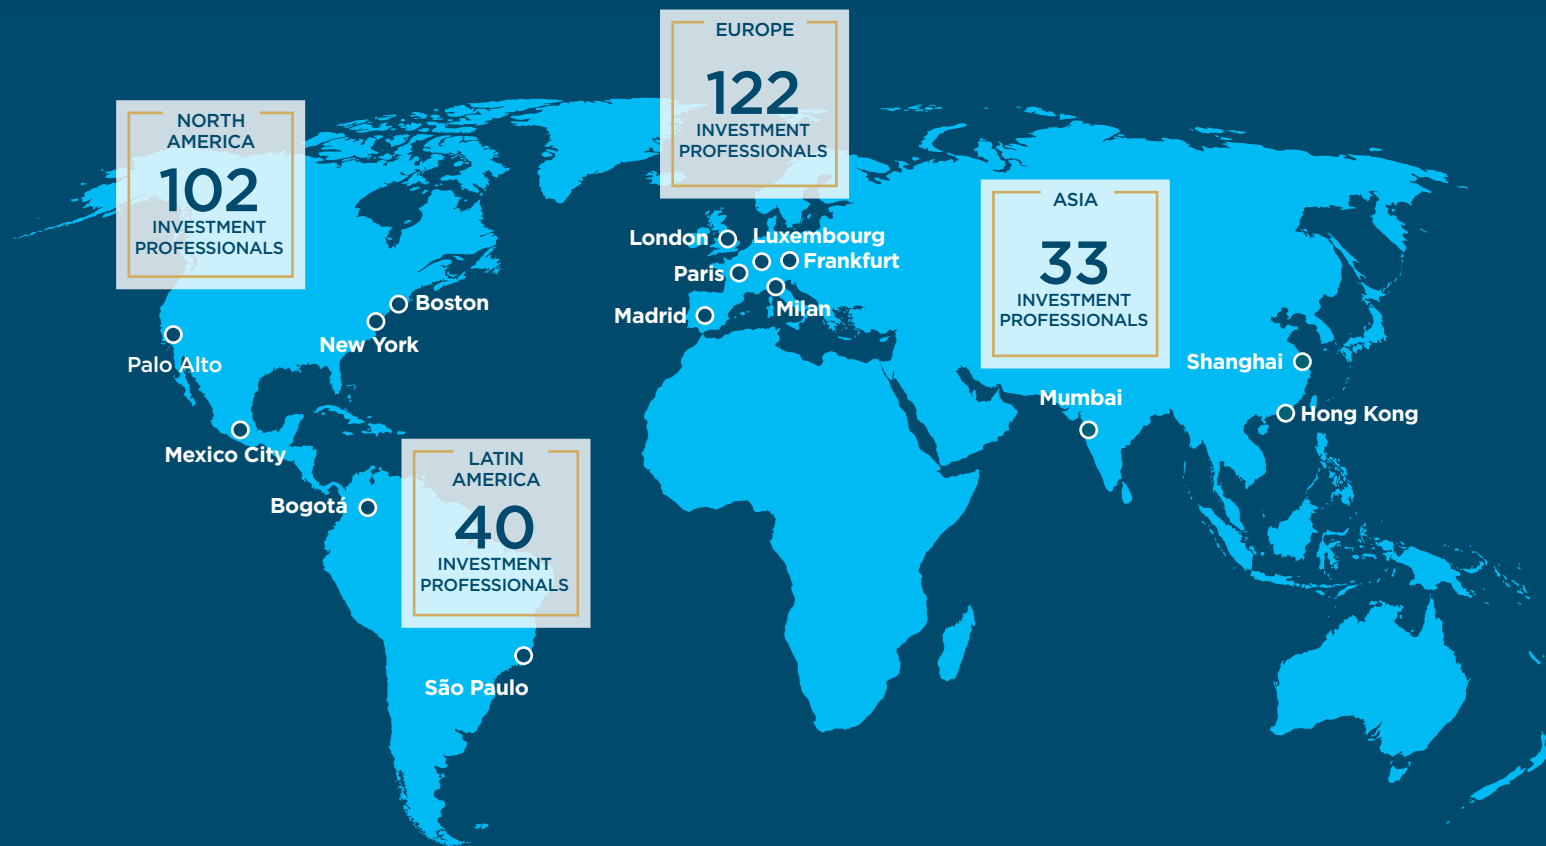 EUROPE
122
INVESTMENT
PROFESSIONALS
NORTH
AMERICA
102
INVESTMENT
PROFESSIONALS
ASIA
33
INVESTMENT
PROFESSIONALS
London
Luxembourg
Paris
Frankfurt
Madrid
Milan
Boston
New York
Palo Alto
Shanghai
Mumbai
Hong Kong
Mexico City
LATIN
AMERICA
40
INVESTMENT
PROFESSIONALS
Bogotá
São Paulo